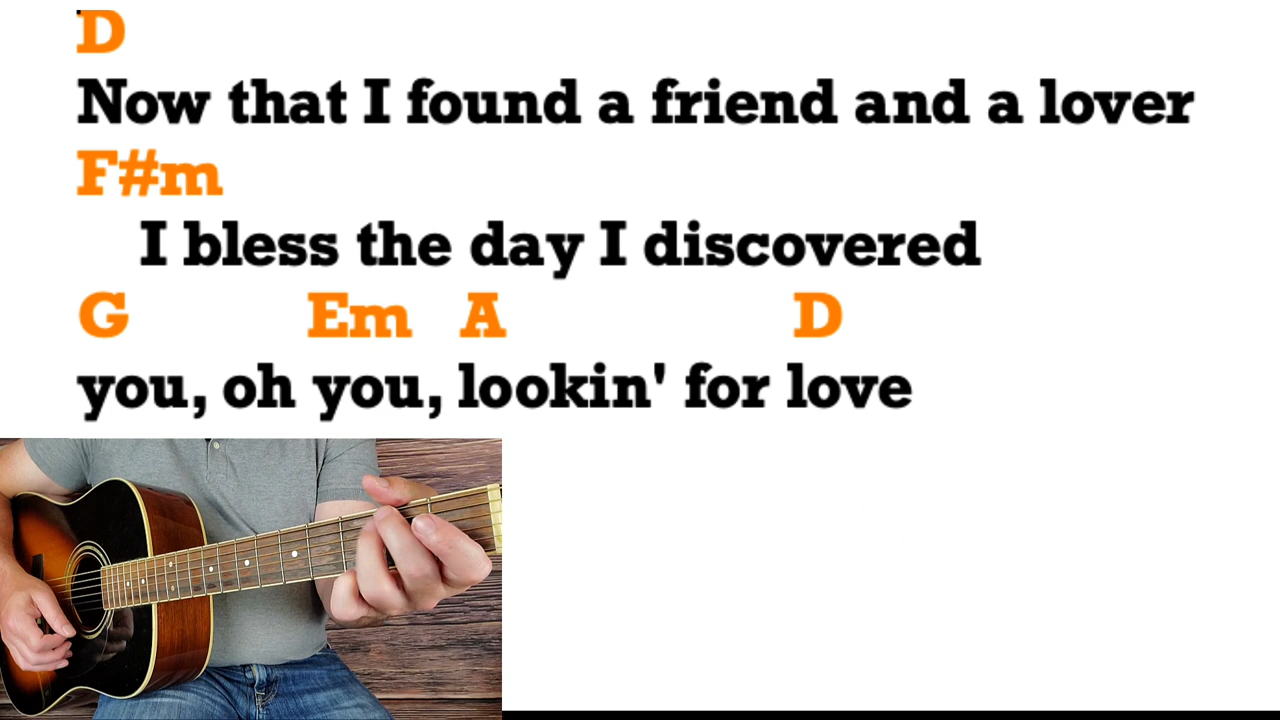 D
Now that I found a friend and a lover
F#m
I bless the day I discovered
G Em A D
you, oh you, lookin' for love